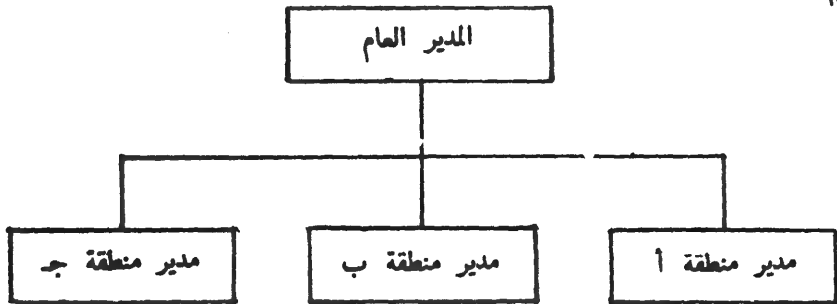 المدير العام
مدير منطقة أ
مدير منطقة ب
مدير منطقة جـ